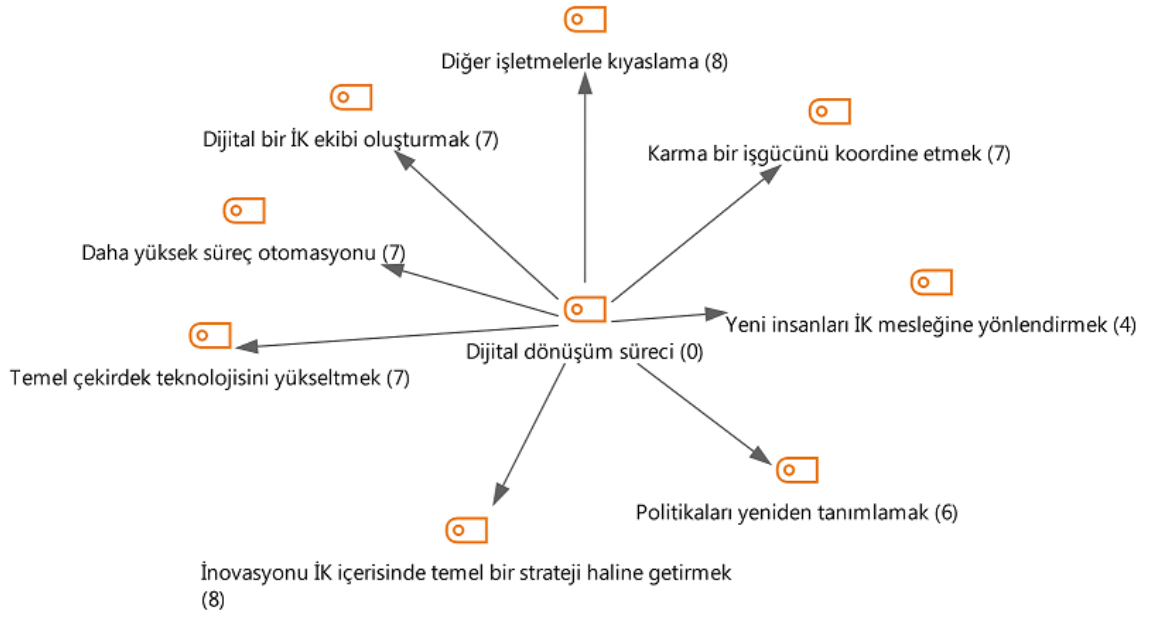 Diğer işletmelerle kıyaslama (8)
Dijital bir İK ekibi oluşturmak (7)
Karma bir işgücünü koordine etmek (7)
Daha yüksek süreç otomasyonu (7)
Yeni insanları İK mesleğine yönlendirmek (4)
Dijital dönüşüm süreci (0)
Temel çekirdek teknolojisini yükseltmek (7)
Politikaları yeniden tanımlamak (6)
İnovasyonu İK içerisinde temel bir strateji haline getirmek
(8)